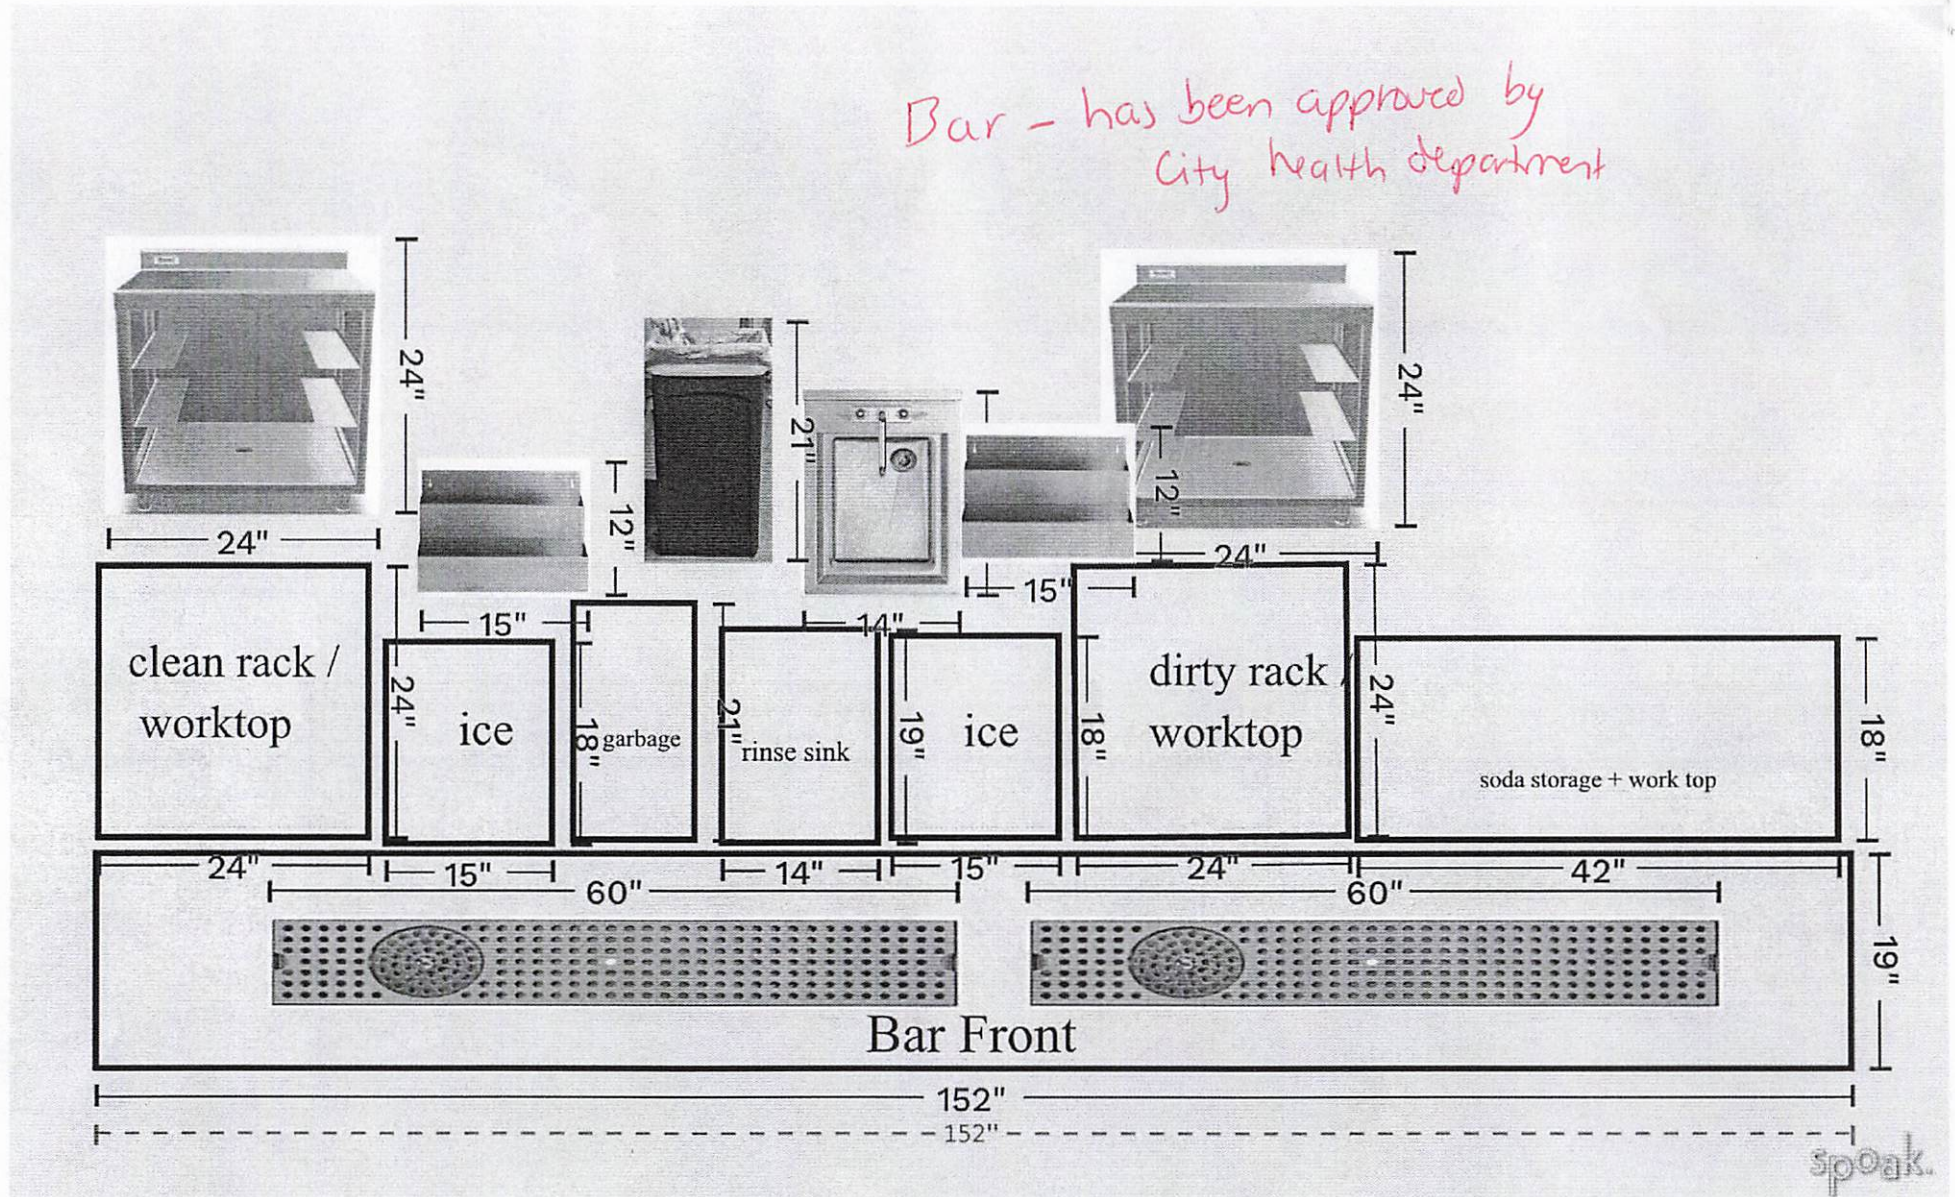 Bar - has been approved by
City health department
24"
24"
12"
15"
21"
14"
12"
15"
24"
24"
clean rack /
worktop
24"
ice
18"
garbage
21"
rinse sink
19"
ice
18"
dirty rack /
worktop
24"
soda storage + work top
18"
24"
15"
14"
15"
24"
42"
60"
60"
19"
Bar Front
152"
152"
spoak.